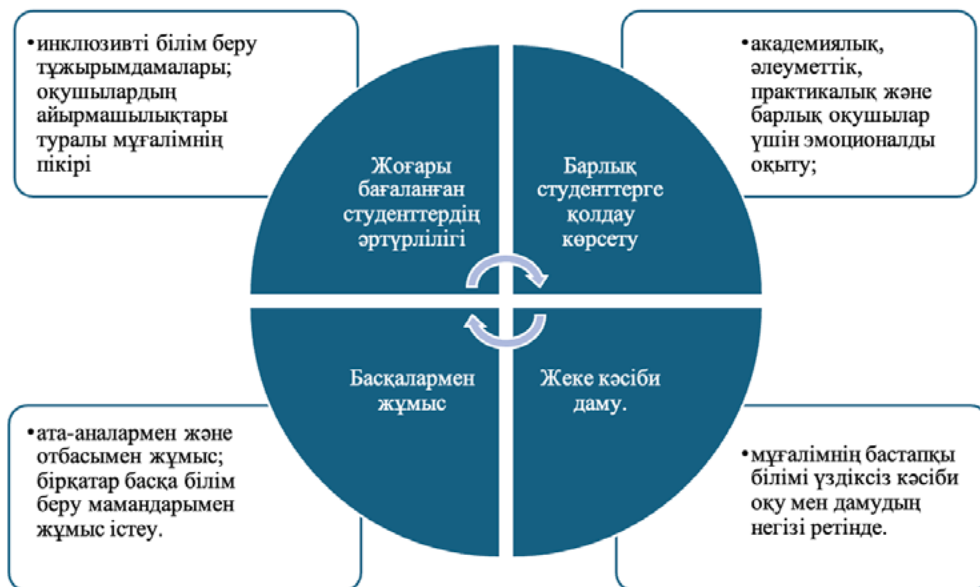 •инклюзивті білім беру
тұжырымдамалары;
оқушылардың
айырмашылықтары
туралы мұғалімнің
пікірі
•академиялық,
әлеуметтік,
практикалық және
барлық оқушылар
үшін эмоционалды
оқыту;
Жоғары
бағаланған
студенттердің
әртүрлілігі
Барлық
студенттерге
қолдау
көрсету
Басқалармен
жұмыс
Жеке кәсіби
даму.
•ата-аналармен және
отбасымен жұмыс;
бірқатар басқа білім
беру мамандарымен
жұмыс істеу.
•мұғалімнің бастапқы
білімі үздіксіз кәсіби
оқу мен дамудың
негізі ретінде.